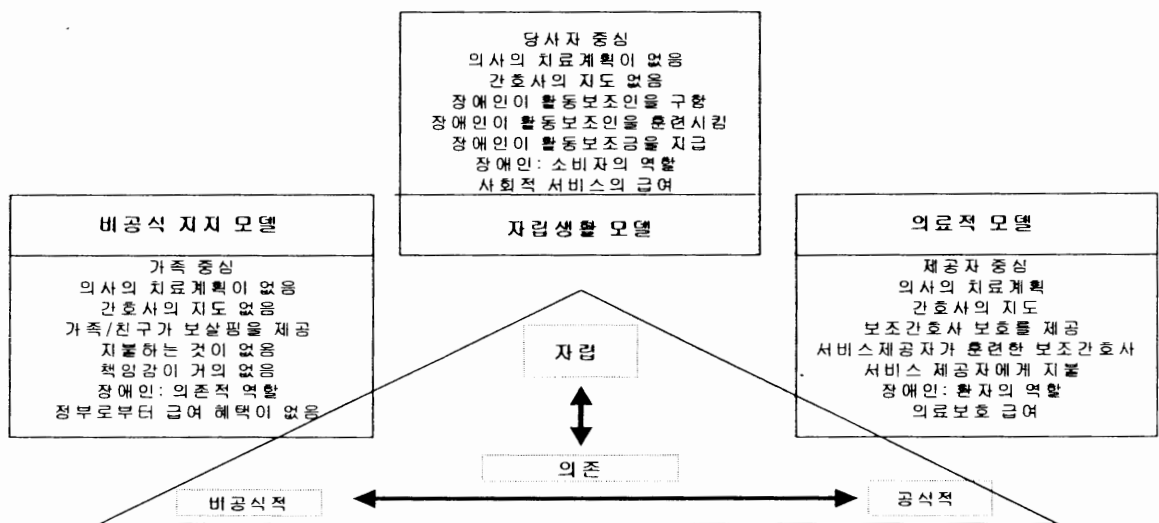 당사자 중심
의사의 치료계획이 없음
간호사의 지도 없음
장애인이 활동보조인을 구함
장애인이 활동보조인을 훈련시킴
장애인이 활동보조금을 지급
장애인: 소비자의 역할
사회적 서비스의 급여
자립생활 모델
비공식 지지 모델
가족 중심
의사의 치료계획이 없음
간호사의 지도 없음
가족/친구가 보살핌을 제공
지불하는 것이 없음
책임감이 거의 없음
장애인: 의존적 역할
정부로부터 급여 혜택이 없음
의료적 모델
제공자 중심
의사의 치료계획
간호사의 지도
보조간호사 보호를 제공
서비스제공자가 훈련한 보조간호사
서비스 제공자에게 지불
장애인: 환자의 역할
의료보호 급여
자립
의존
비공식적
공식적